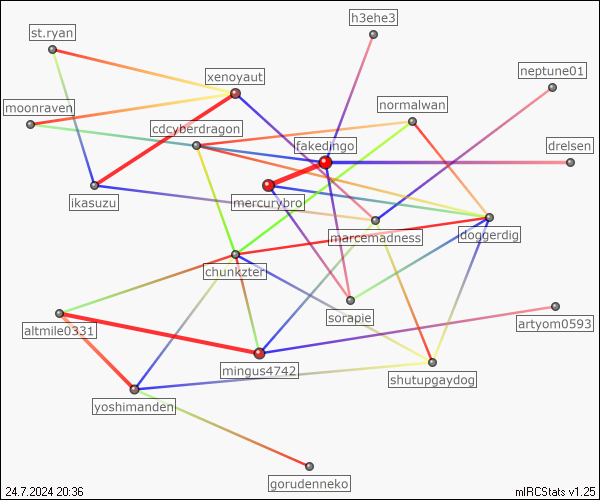 h3ehe3
st.ryan
neptune01
xenoyaut
normalwan
moonraven
cdcyberdragon
fakedingo
drelsen
ikasuzu
mercurybro
marcemadness
doggerdig
chunkzter
sorapie
artyom0593
altmile0331
mingus4742
shutupgaydog
yoshimanden
gorudenneko
24.7.2024 20:36
mIRCStats v1.25